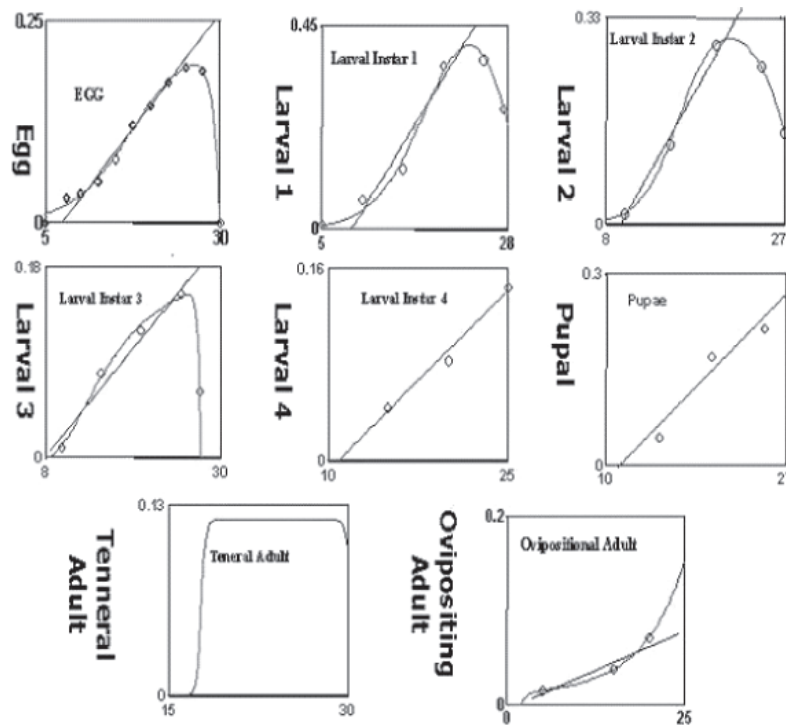 0.25
EGG
Egg
0
5
30
0.45
Larval Instar 1
Larval 1
0
5
28
0.33
Larval Instar 2
Larval 2
0
8
27
0.18
Larval Instar 3
Larval 3
0
8
30
0.16
Larval Instar 4
Larval 4
0
10
25
0.3
Pupae
Pupal
0
10
0.13
Teneral Adult
Tenneral
Adult
0
15
30
0.2
Ovipositional Adult
Ovipositing
Adult
0
0
25